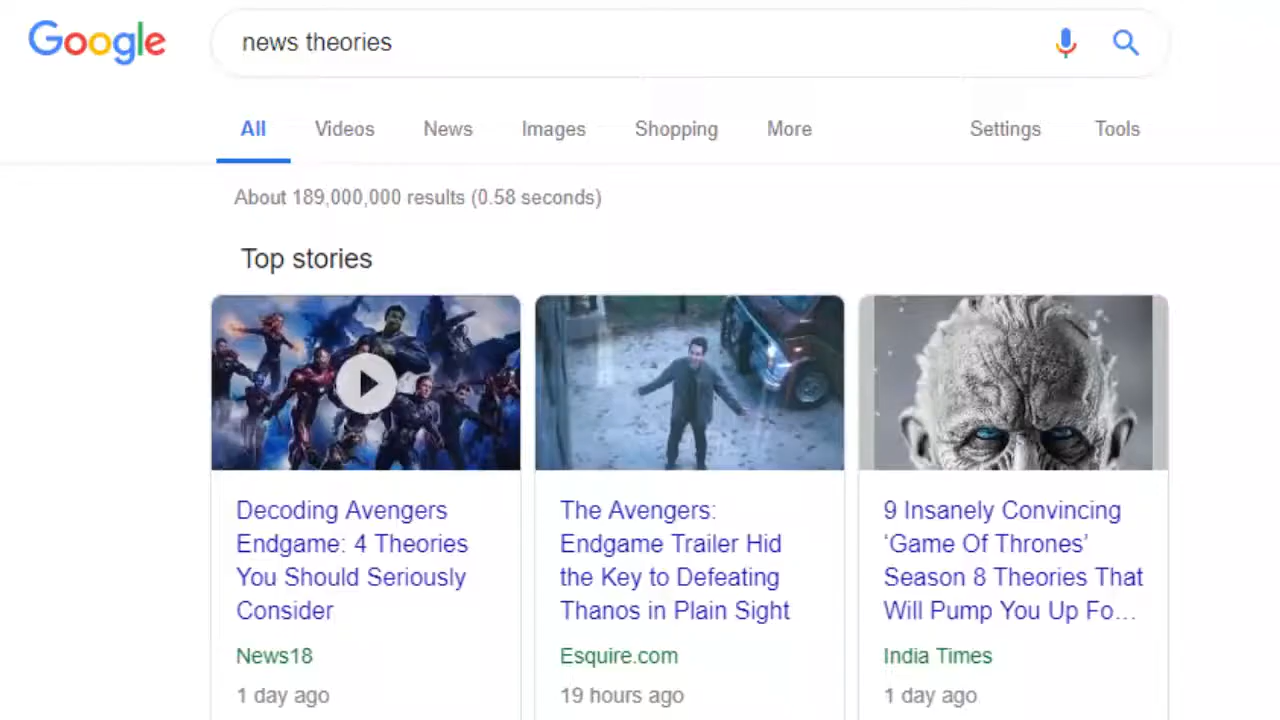 Google
news theories
All Videos News Images Shopping More Settings Tools
About 189,000,000 results (0.58 seconds)
Top stories
Decoding Avengers
Endgame: 4 Theories
You Should Seriously
Consider
News18
1 day ago
The Avengers:
Endgame Trailer Hid
the Key to Defeating
Thanos in Plain Sight
Esquire.com
19 hours ago
9 Insanely Convincing
‘Game Of Thrones’
Season 8 Theories That
Will Pump You Up Fo...
India Times
1 day ago